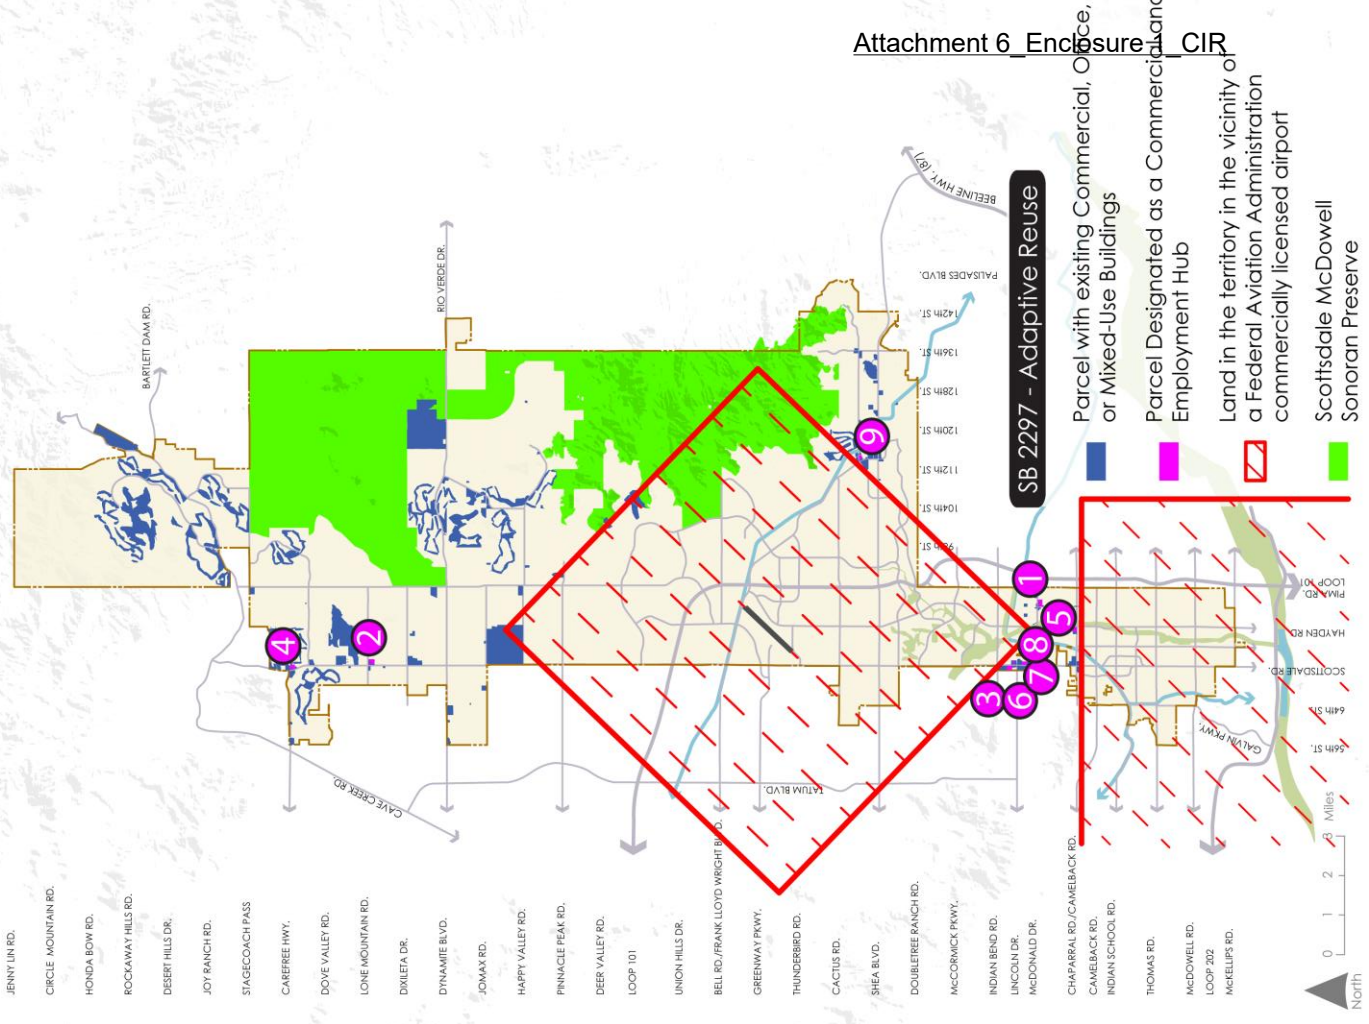 Attachment 6_Enclosure 1_CIR
SB 2297 - Adaptive Reuse
Parcel with existing Commercial, Office,
or Mixed-Use Buildings
Parcel Designated as a Commercial and
Employment Hub
Land in the territory in the vicinity of
a Federal Aviation Administration
commercially licensed airport
Scottsdale McDowell
Sonoran Preserve
JENNY LIN RD.
CIRCLE MOUNTAIN RD.
HONDA BOW RD.
ROCKAWAY HILLS RD.
DESERT HILLS DR.
JOY RANCH RD.
STAGECOACH PASS
CAREFREE HWY.
DOVE VALLEY RD.
LONE MOUNTAIN RD.
DIXILETA DR.
DYNAMITE BLVD.
JOMAX RD.
HAPPY VALLEY RD.
PINNACLE PEAK RD.
DEER VALLEY RD.
LOOP 101
UNION HILLS DR.
BELL RD./FRANK LLOYD WRIGHT BLVD.
GREENWAY PKWY.
THUNDERBIRD RD.
CACTUS RD.
SHEA BLVD.
DOUBLETREE RANCH RD.
McCORMICK PKWY.
INDIAN BEND RD.
LINCOLN DR.
McDONALD DR.
CHAPARRAL RD./CAMELBACK RD.
CAMELBACK RD.
INDIAN SCHOOL RD.
THOMAS RD.
McDOWELL RD.
LOOP 202
McKELLIPS RD.
BARTLETT DAM RD.
RIO VERDE DR.
CAVE CREEK RD.
TATUM BLVD.
BEELINE HWY. (87)
PALISADES BLVD.
142th ST.
136th ST.
128th ST.
120th ST.
112th ST.
104th ST.
96th ST.
LOOP 101
PIMA RD.
HAYDEN RD.
SCOTTSDALE RD.
64th ST.
56th ST.
GALVIN PKWY.
4
2
9
1
5
8
7
6
3
0 1 2 3 Miles
North